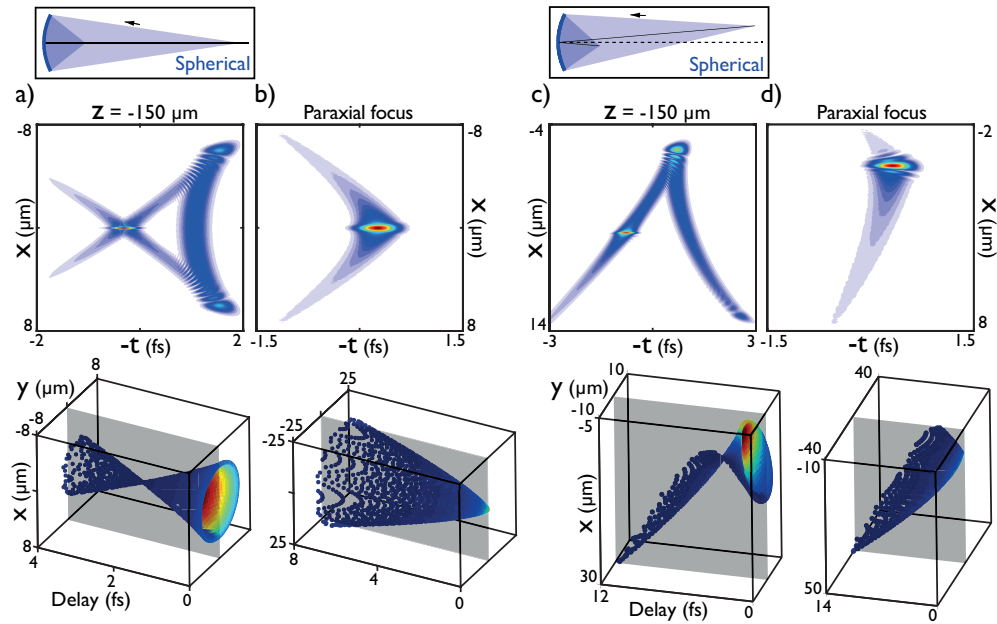 Spherical
Spherical
a)
z = -150 µm
b)
Paraxial focus
c)
z = -150 µm
d)
Paraxial focus
-8
-8
-4
-2
x (µm)
x (µm)
x (µm)
x (µm)
8
8
14
8
-2
2
-1.5
1.5
-3
3
-1.5
1.5
-t (fs)
-t (fs)
-t (fs)
-t (fs)
y (µm)
8
-8
-8
x (µm)
8
4
2
0
Delay (fs)
25
-25
-25
25
8
4
0
y (µm)
10
-10
-5
x (µm)
30
12
0
Delay (fs)
40
-40
-10
50
14
0